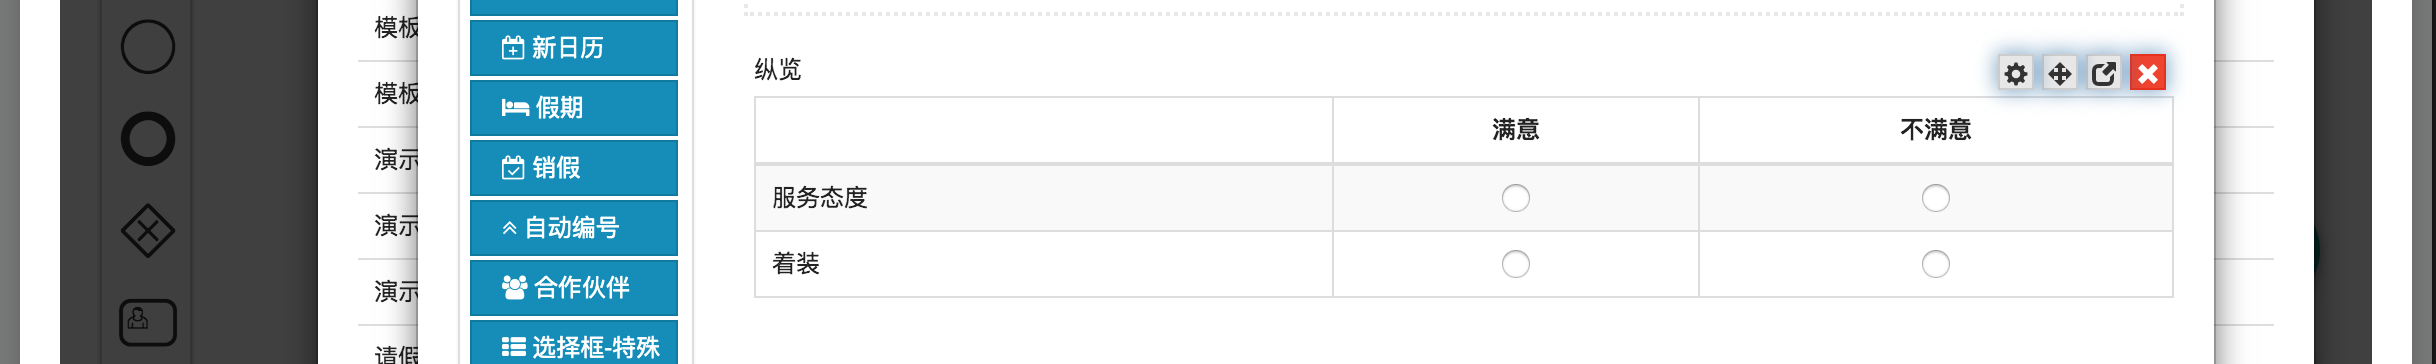 模板
模板
演示
演示
演示
请假
新日历
假期
销假
自动编号
合作伙伴
选择框-特殊
纵览
满意 不满意
服务态度
着装